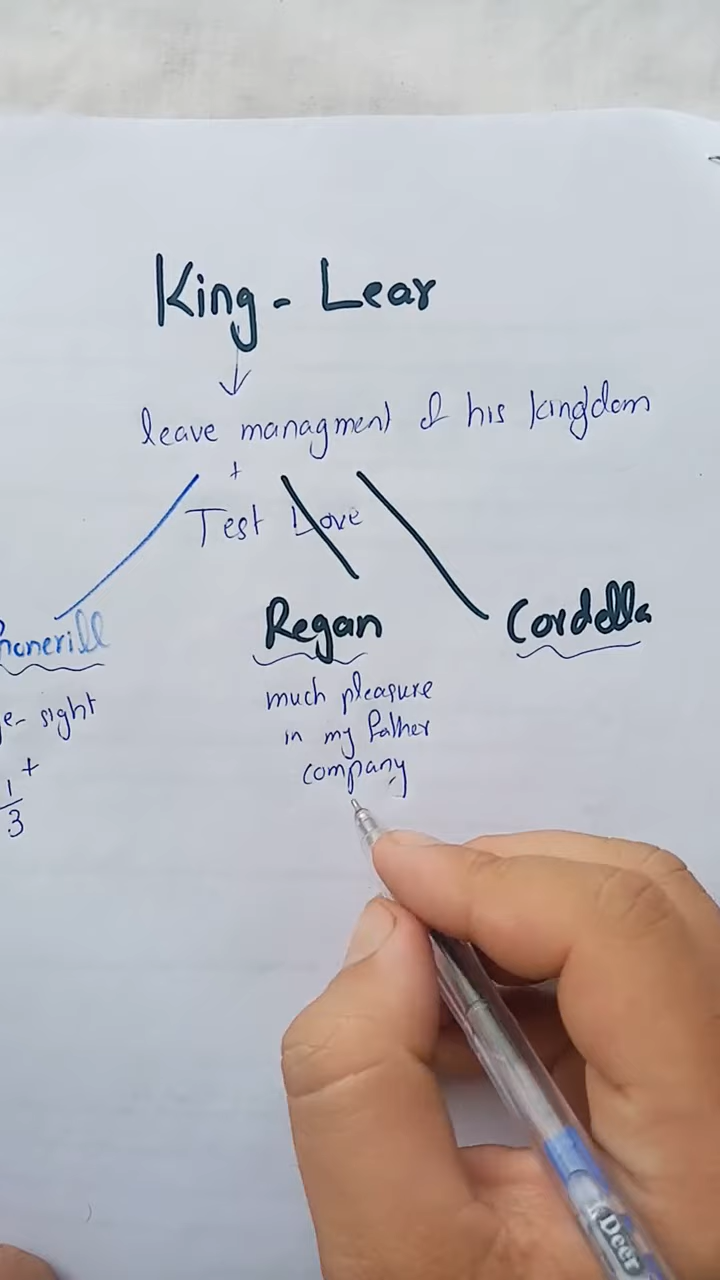 King - Lear
leave managment of his kingdom
+
Test Love
Regan
Cordella
sight
much pleasure
in my father
company
+
1/3
Deer